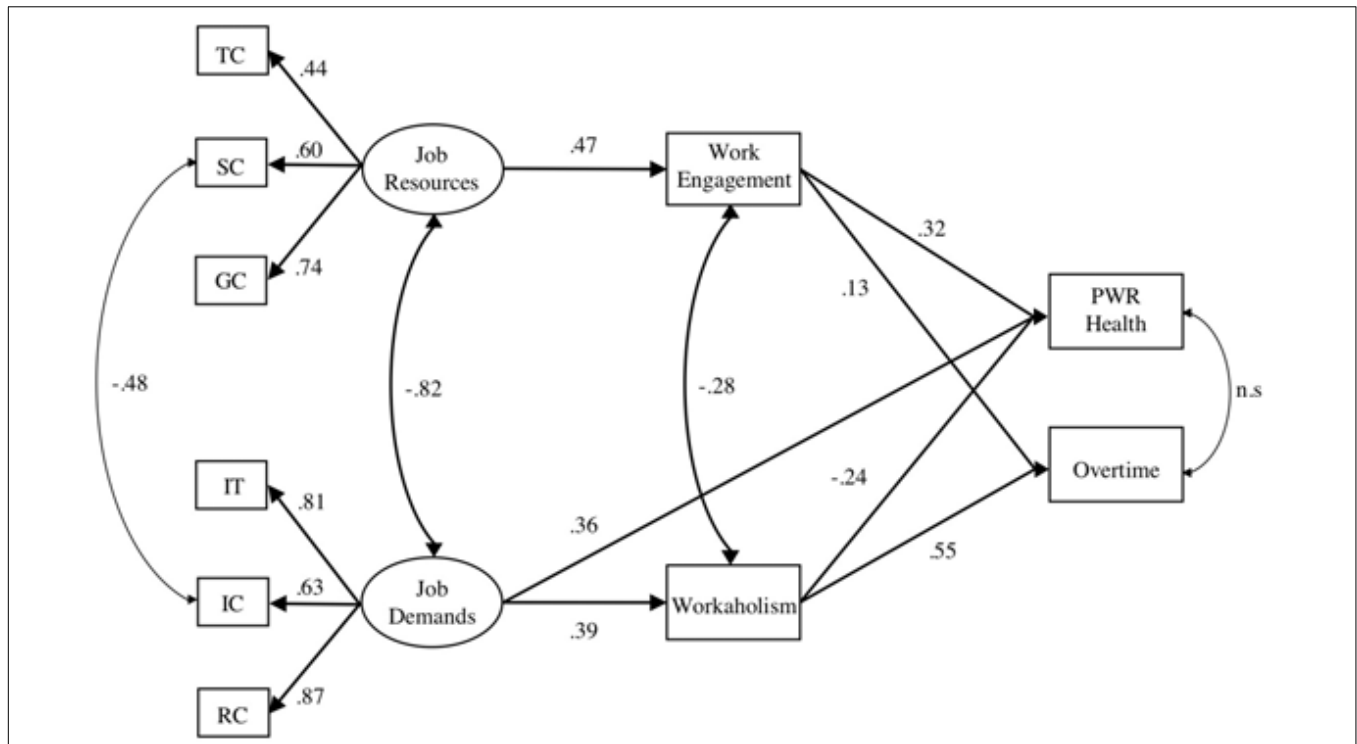 TC
.44
SC
.60
Job
Resources
.47
Work
Engagement
GC
.74
.32
.13
PWR
Health
-.48
-.82
-.28
n.s
IT
.81
Overtime
-.24
.36
.55
IC
.63
Job
Demands
.39
Workaholism
RC
.87